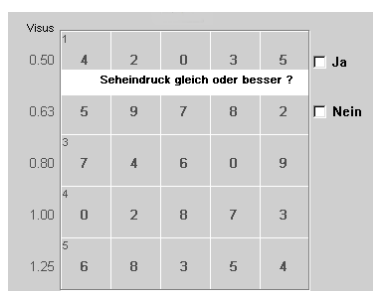 Visus
1
0.50 4 2 0 3 5 Ja
Seheindruck gleich oder besser ?
0.63 5 9 7 8 2 Nein
3
0.80 7 4 6 0 9
4
1.00 0 2 8 7 3
5
1.25 6 8 3 5 4